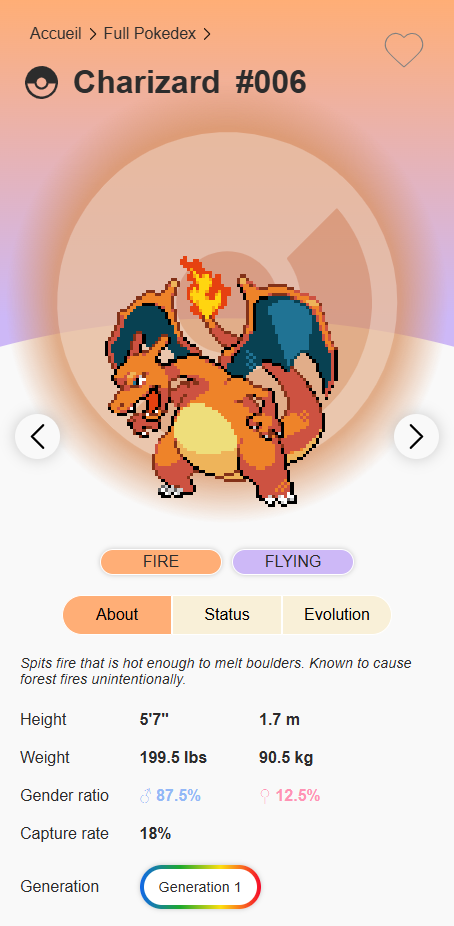 Accueil > Full Pokedex >
Charizard #006
FIRE FLYING
About Status Evolution
Spits fire that is hot enough to melt boulders. Known to cause
forest fires unintentionally.
Height 5'7" 1.7 m
Weight 199.5 lbs 90.5 kg
Gender ratio ♂ 87.5% ♀ 12.5%
Capture rate 18%
Generation Generation 1